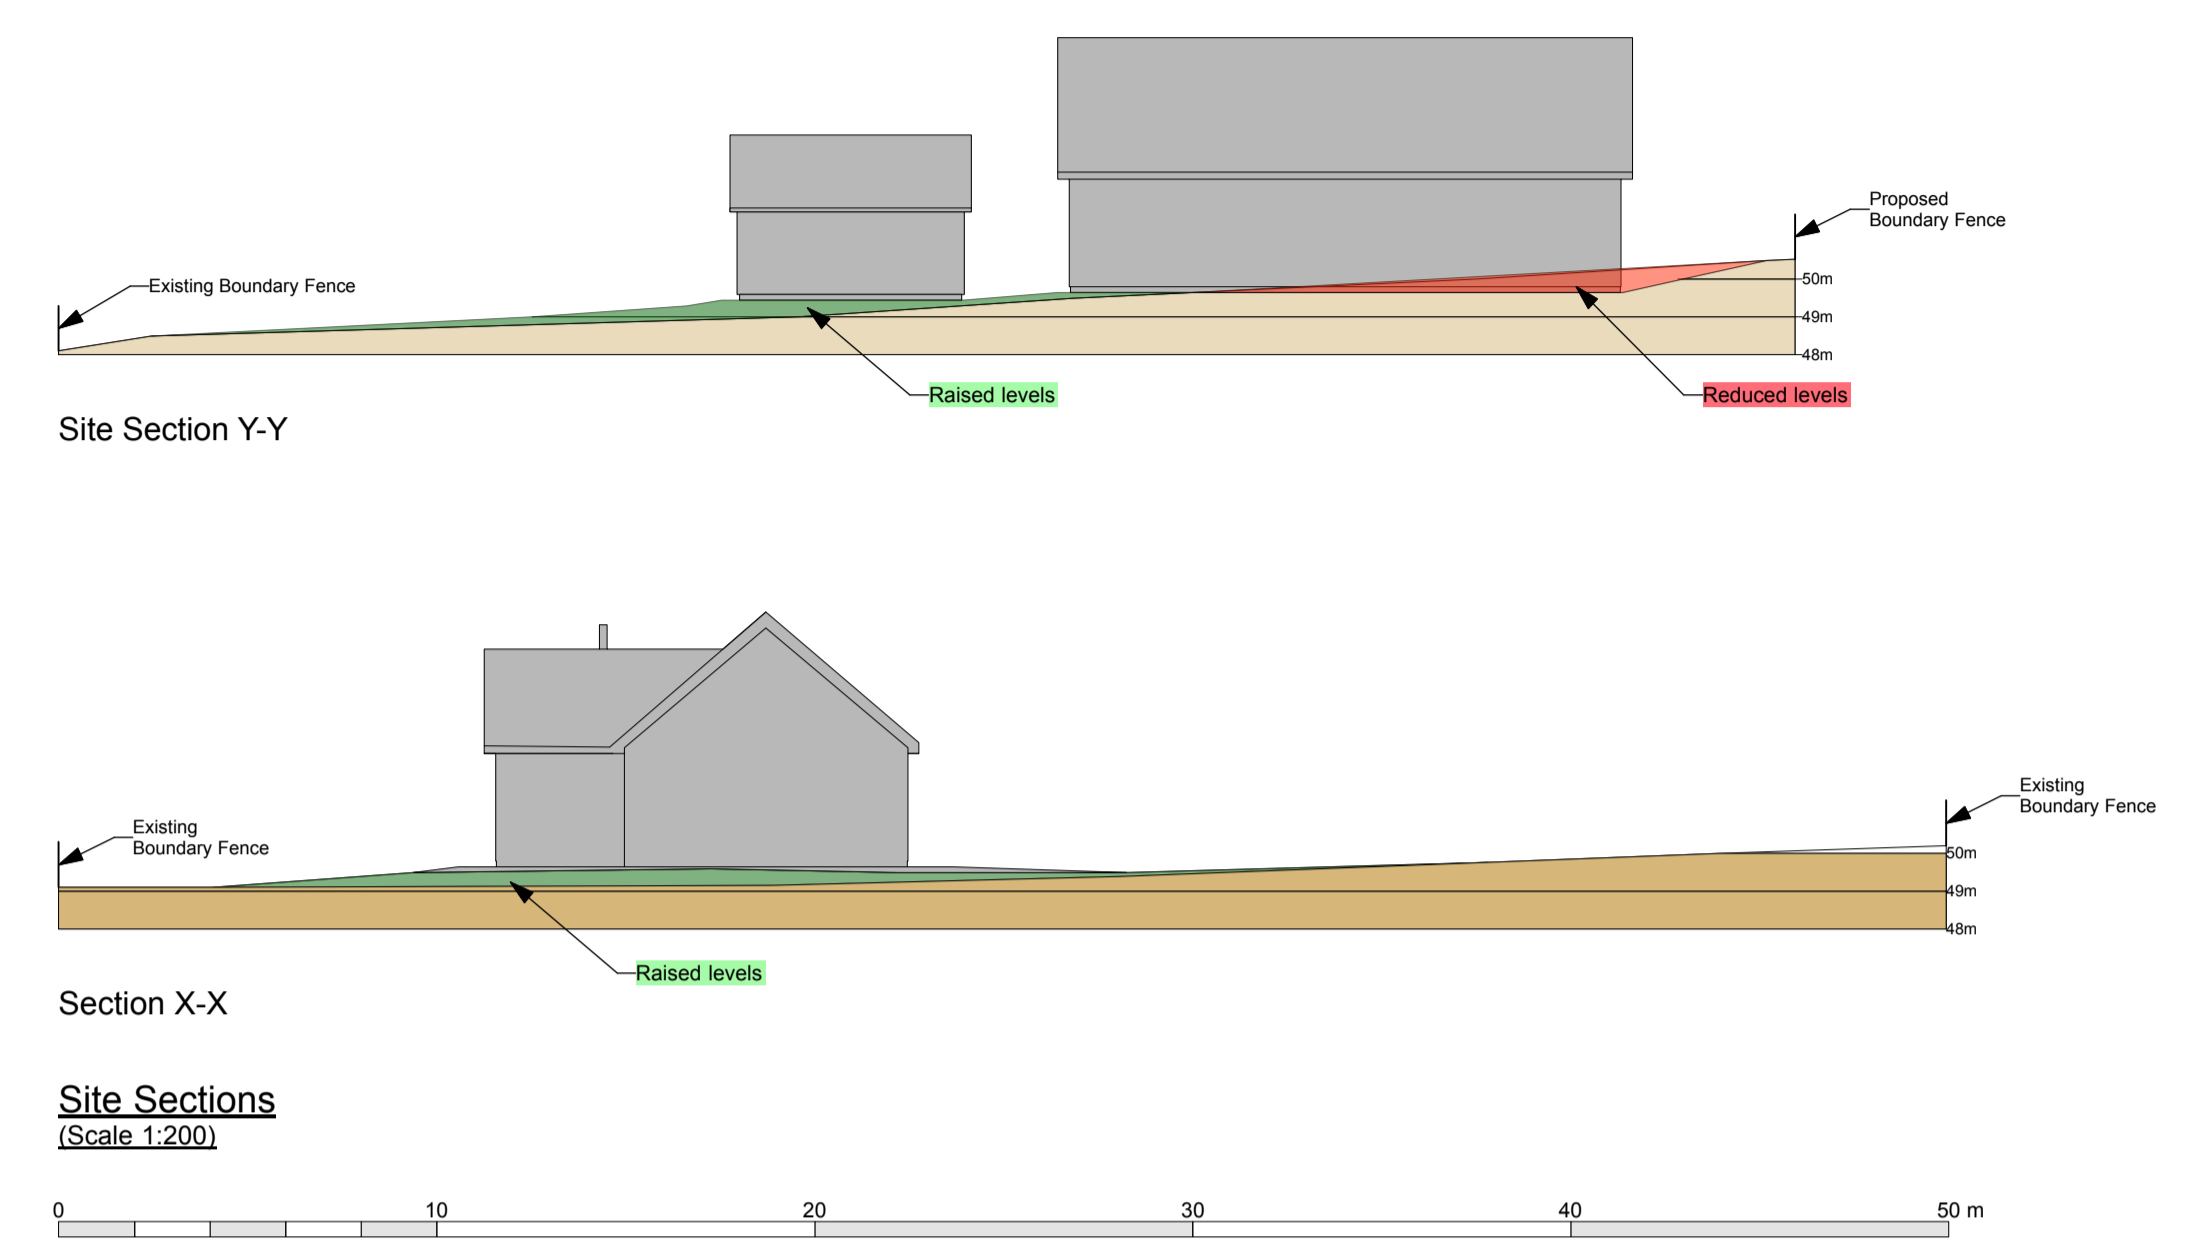 Proposed
Boundary Fence
Existing Boundary Fence
50m
49m
48m
Raised levels
Reduced levels
Site Section Y-Y
Existing
Boundary Fence
Existing
Boundary Fence
50m
49m
48m
Raised levels
Section X-X
Site Sections
(Scale 1:200)
0 10 20 30 40 50 m